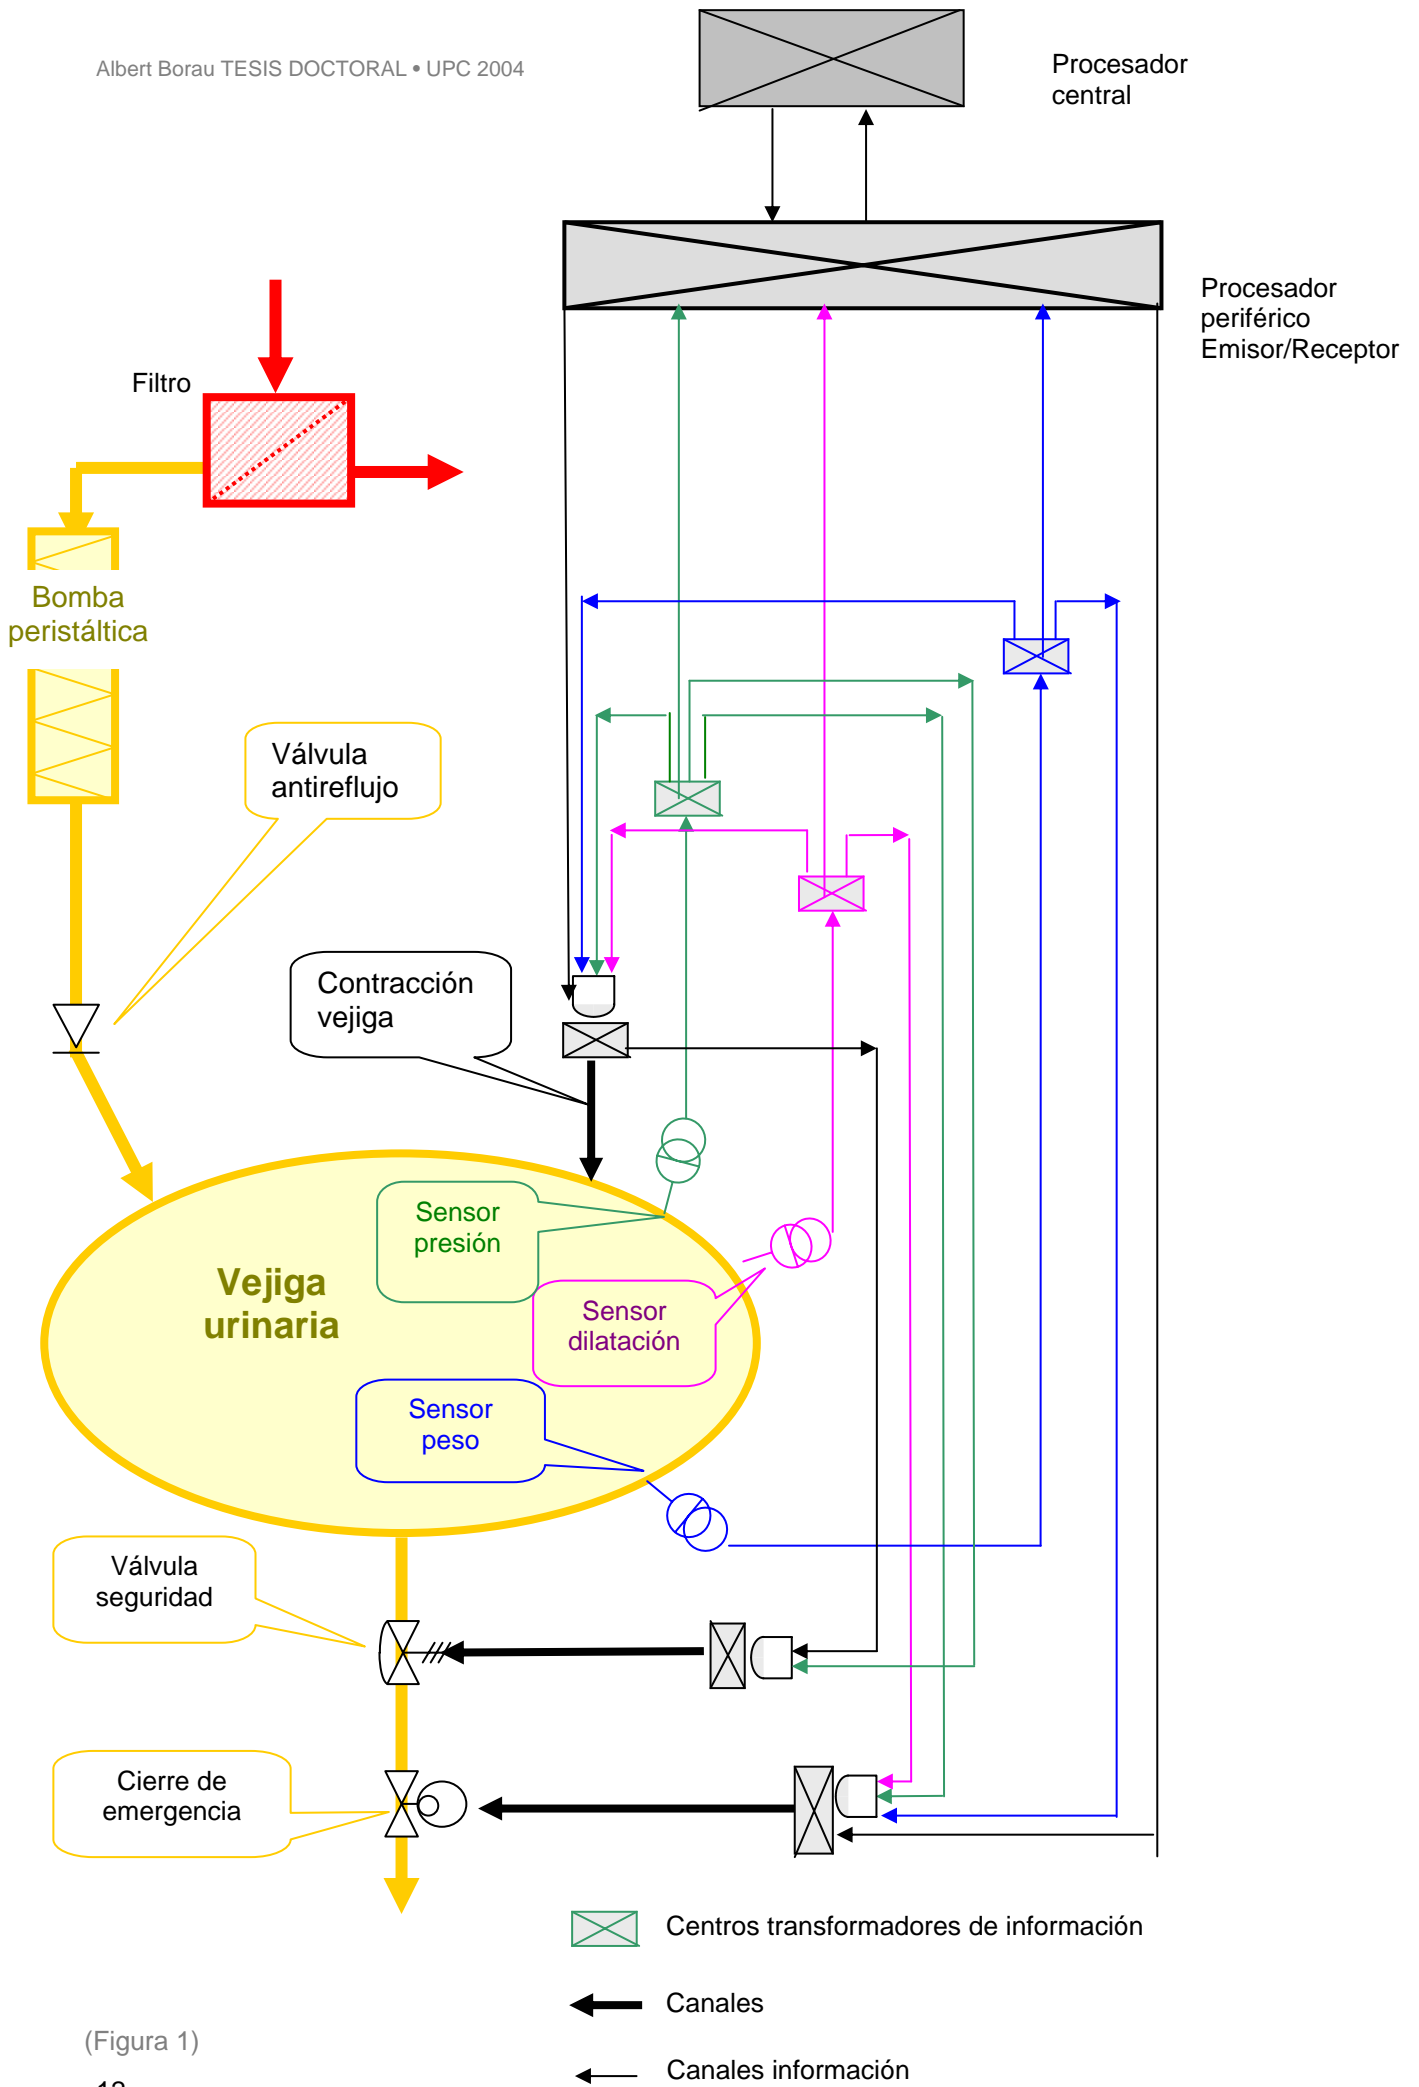 Albert Borau TESIS DOCTORAL • UPC 2004
Procesador
central
Procesador
periférico
Emisor/Receptor
Filtro
Bomba
peristáltica
Válvula
antireflujo
Contracción
vejiga
Sensor
presión
Vejiga
urinaria
Sensor
dilatación
Sensor
peso
Válvula
seguridad
Cierre de
emergencia
Centros transformadores de información
Canales
(Figura 1)
Canales información